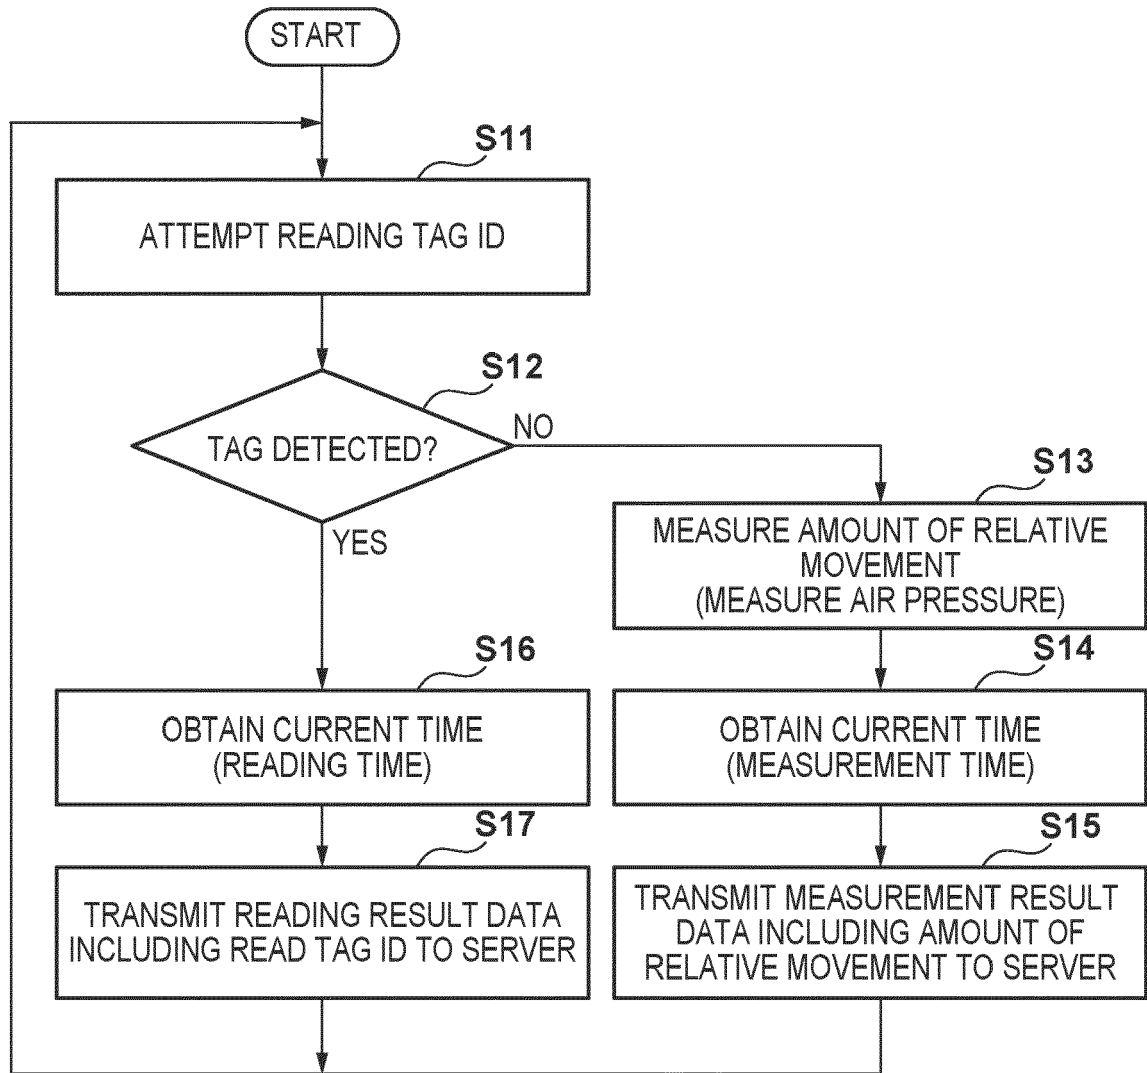 START
S11
ATTEMPT READING TAG ID
S12
TAG DETECTED?
NO
YES
S13
MEASURE AMOUNT OF RELATIVE
MOVEMENT
(MEASURE AIR PRESSURE)
S16
OBTAIN CURRENT TIME
(READING TIME)
S14
OBTAIN CURRENT TIME
(MEASUREMENT TIME)
S17
TRANSMIT READING RESULT DATA
INCLUDING READ TAG ID TO SERVER
S15
TRANSMIT MEASUREMENT RESULT
DATA INCLUDING AMOUNT OF
RELATIVE MOVEMENT TO SERVER